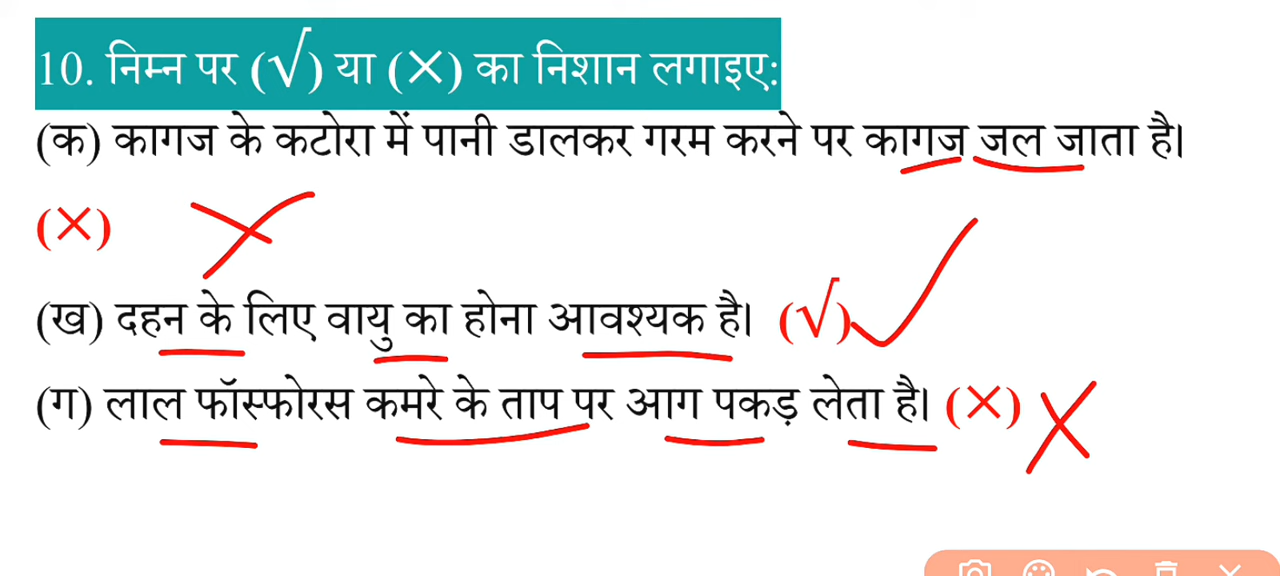 10. निम्न पर (√) या (×) का निशान लगाइए:
(क) कागज के कटोरा में पानी डालकर गरम करने पर कागज जल जाता है।
(×)
(ख) दहन के लिए वायु का होना आवश्यक है। (√)
(ग) लाल फॉस्फोरस कमरे के ताप पर आग पकड़ लेता है। (×)